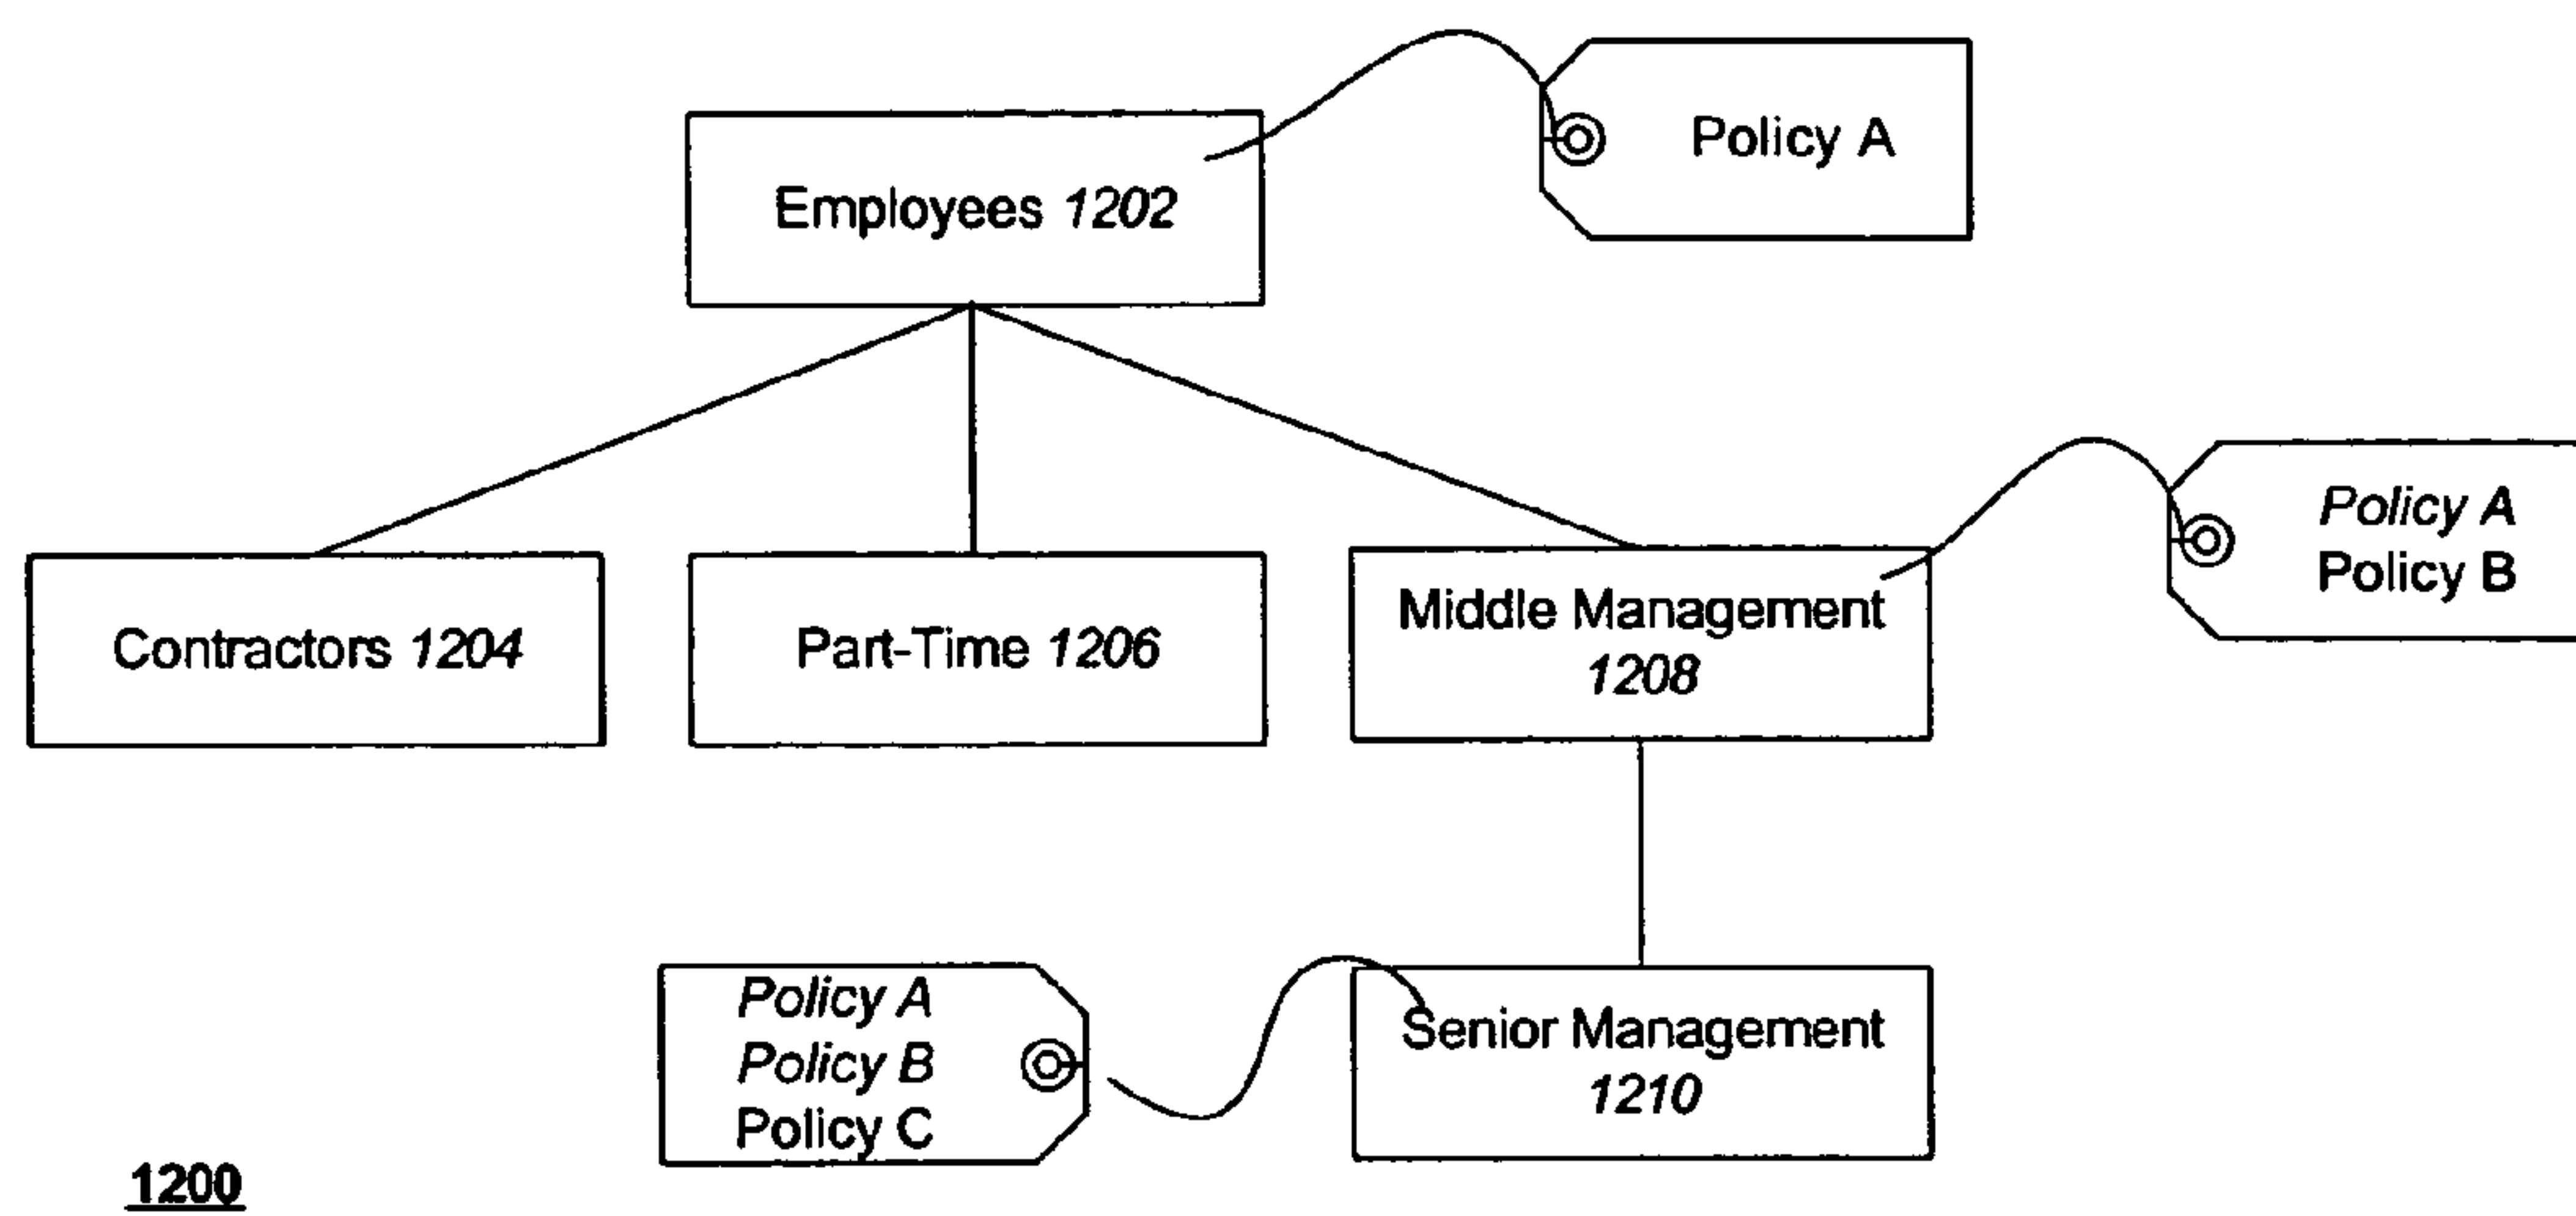 Policy A
Employees 1202
Policy A
Policy B
Contractors 1204
Part-Time 1206
Middle Management
1208
Policy A
Policy B
Policy C
Senior Management
1210
1200